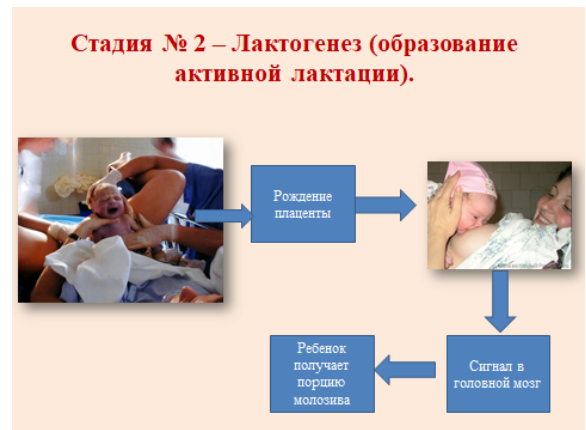 Стадия № 2 – Лактогенез (образование
активной лактации).
Рождение
плаценты
Сигнал в
головной мозг
Ребенок
получает
порцию
молозива